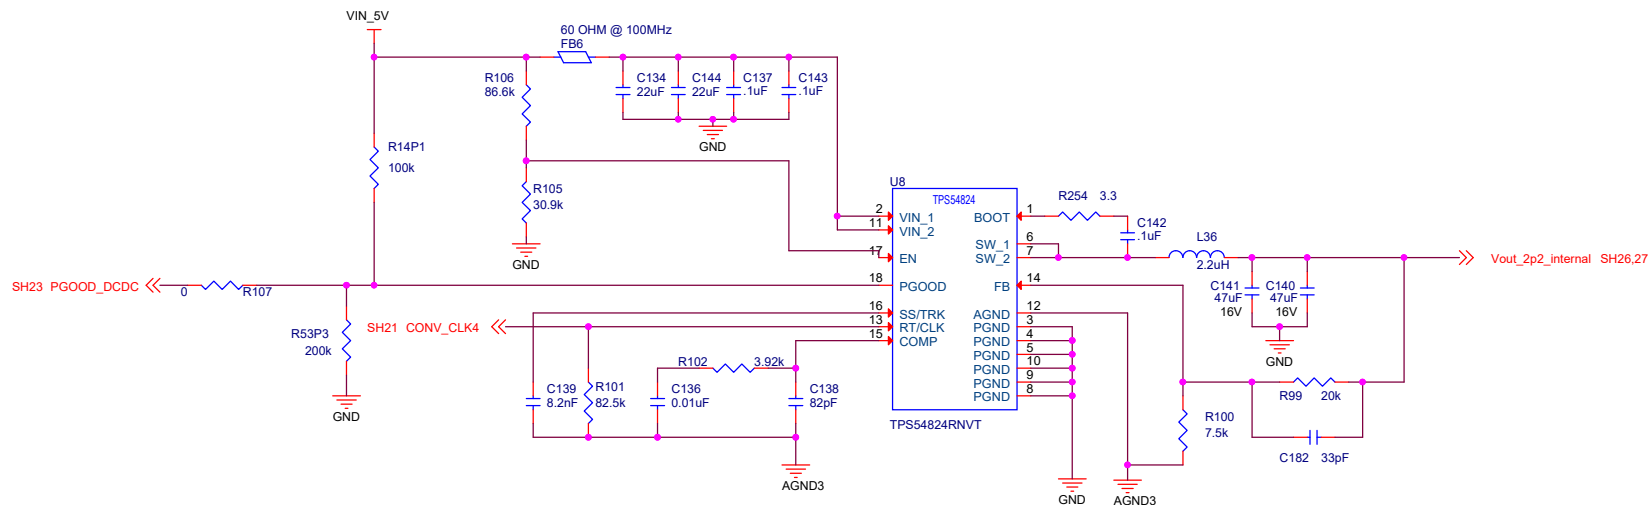 VIN_5V
60 OHM @ 100MHz
FB6
R106
86.6k
C134
22uF
C144
22uF
C137
.1uF
C143
.1uF
GND
R14P1
100k
R105
30.9k
GND
U8
TPS54824
2 VIN_1
11 VIN_2
17 EN
18 PGOOD
16 SS/TRK
13 RT/CLK
15 COMP
BOOT 1
SW_1 6
SW_2 7
FB 14
AGND 12
PGND 3
PGND 4
PGND 5
PGND 10
PGND 9
PGND 8
TPS54824RNVT
R254 3.3
C142
.1uF
L36
2.2uH
Vout_2p2_internal SH26,27
C141
47uF
16V
C140
47uF
16V
GND
SH23 PGOOD_DCDC
0
R107
R53P3
200k
GND
SH21 CONV_CLK4
R102 3.92k
C139
8.2nF
R101
82.5k
C136
0.01uF
C138
82pF
AGND3
R99 20k
R100
7.5k
C182 33pF
GND
AGND3